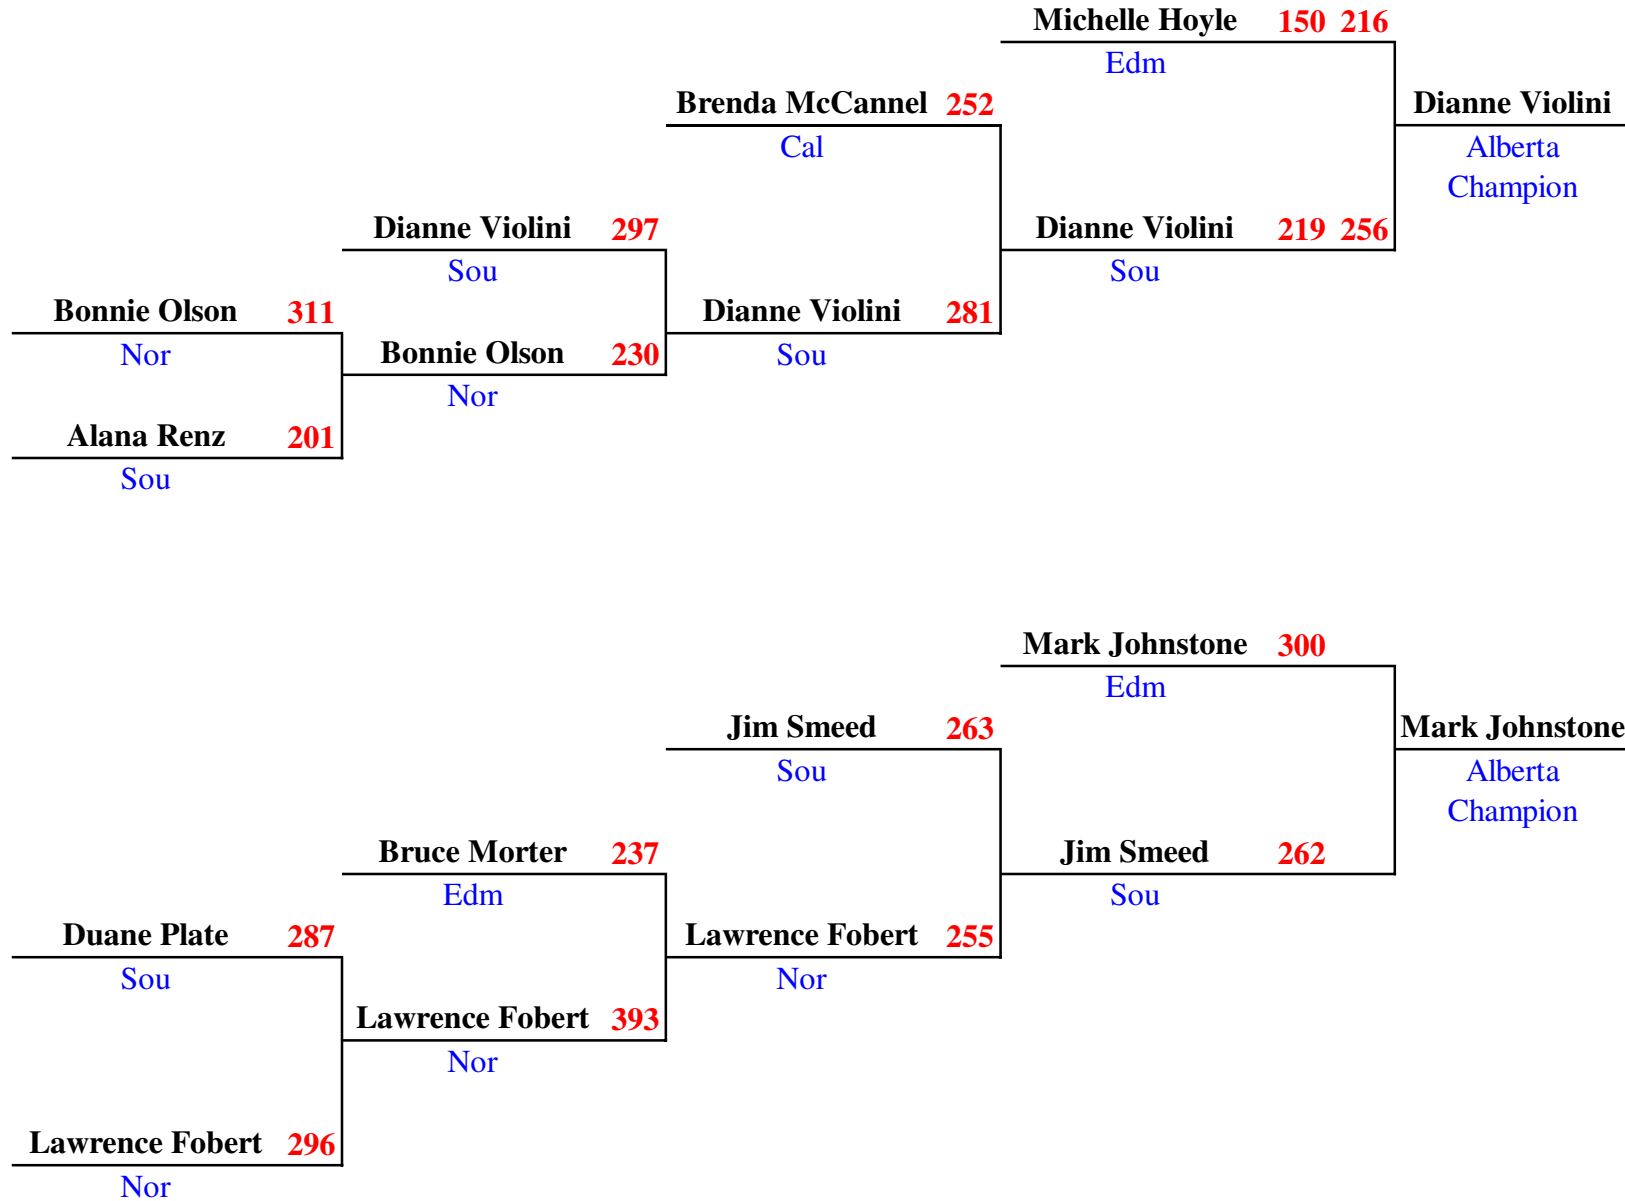 Michelle Hoyle 150 216
Edm
Brenda McCannel 252
Dianne Violini
Cal
Alberta
Champion
Dianne Violini 297
Dianne Violini 219 256
Sou
Sou
Bonnie Olson 311
Dianne Violini 281
Nor
Bonnie Olson 230
Sou
Nor
Alana Renz 201
Sou
Mark Johnstone 300
Edm
Jim Smeed 263
Mark Johnstone
Sou
Alberta
Champion
Bruce Morter 237
Jim Smeed 262
Edm
Sou
Duane Plate 287
Lawrence Fobert 255
Sou
Nor
Lawrence Fobert 393
Nor
Lawrence Fobert 296
Nor